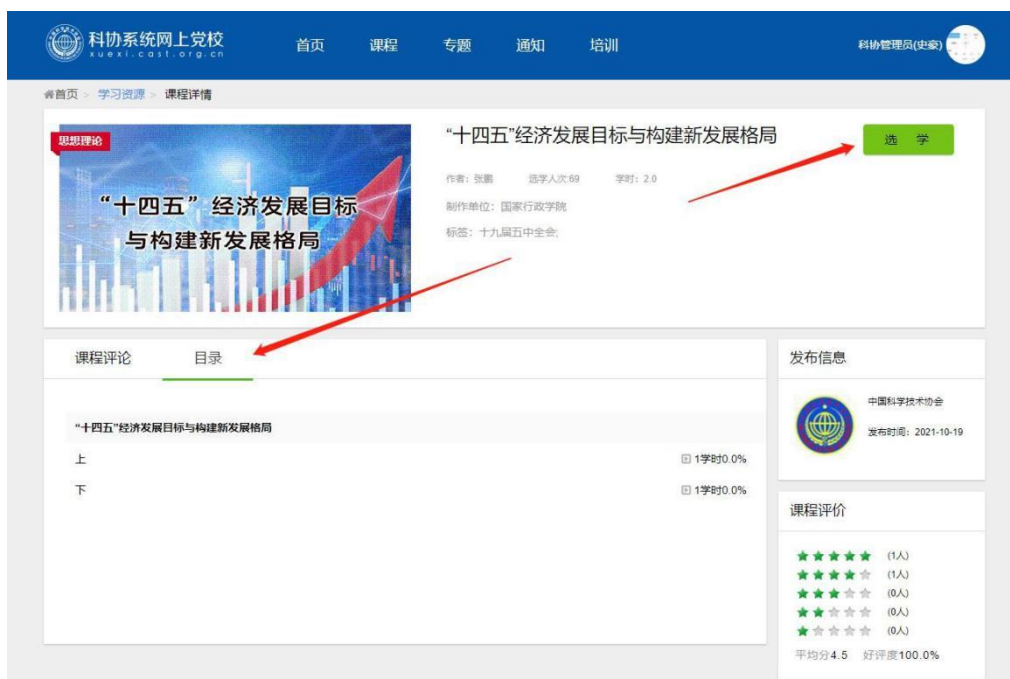 科协系统网上党校
xuexi.cast.org.cn
首页 课程 专题 通知 培训
科协管理员(史豪)
首页 > 学习资源 > 课程详情
思想理论
“十四五”经济发展目标
与构建新发展格局
“十四五”经济发展目标与构建新发展格局
选 学
作者：张鹏 选学人次:69 学时：2.0
制作单位：国家行政学院
标签：十九届五中全会;
课程评论 目录
“十四五”经济发展目标与构建新发展格局
上 1学时0.0%
下 1学时0.0%
发布信息
中国科学技术协会
发布时间：2021-10-19
课程评价
(1人)
(1人)
(0人)
(0人)
(0人)
平均分4.5 好评度100.0%